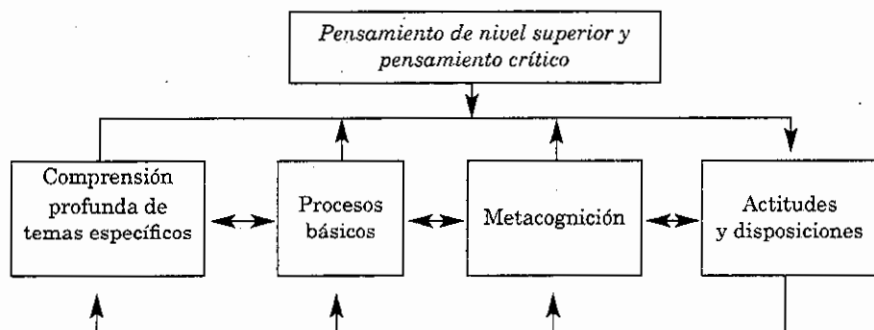 Pensamiento de nivel superior y
pensamiento crítico
Comprensión
profunda de
temas específicos
Procesos
básicos
Metacognición
Actitudes
y disposiciones